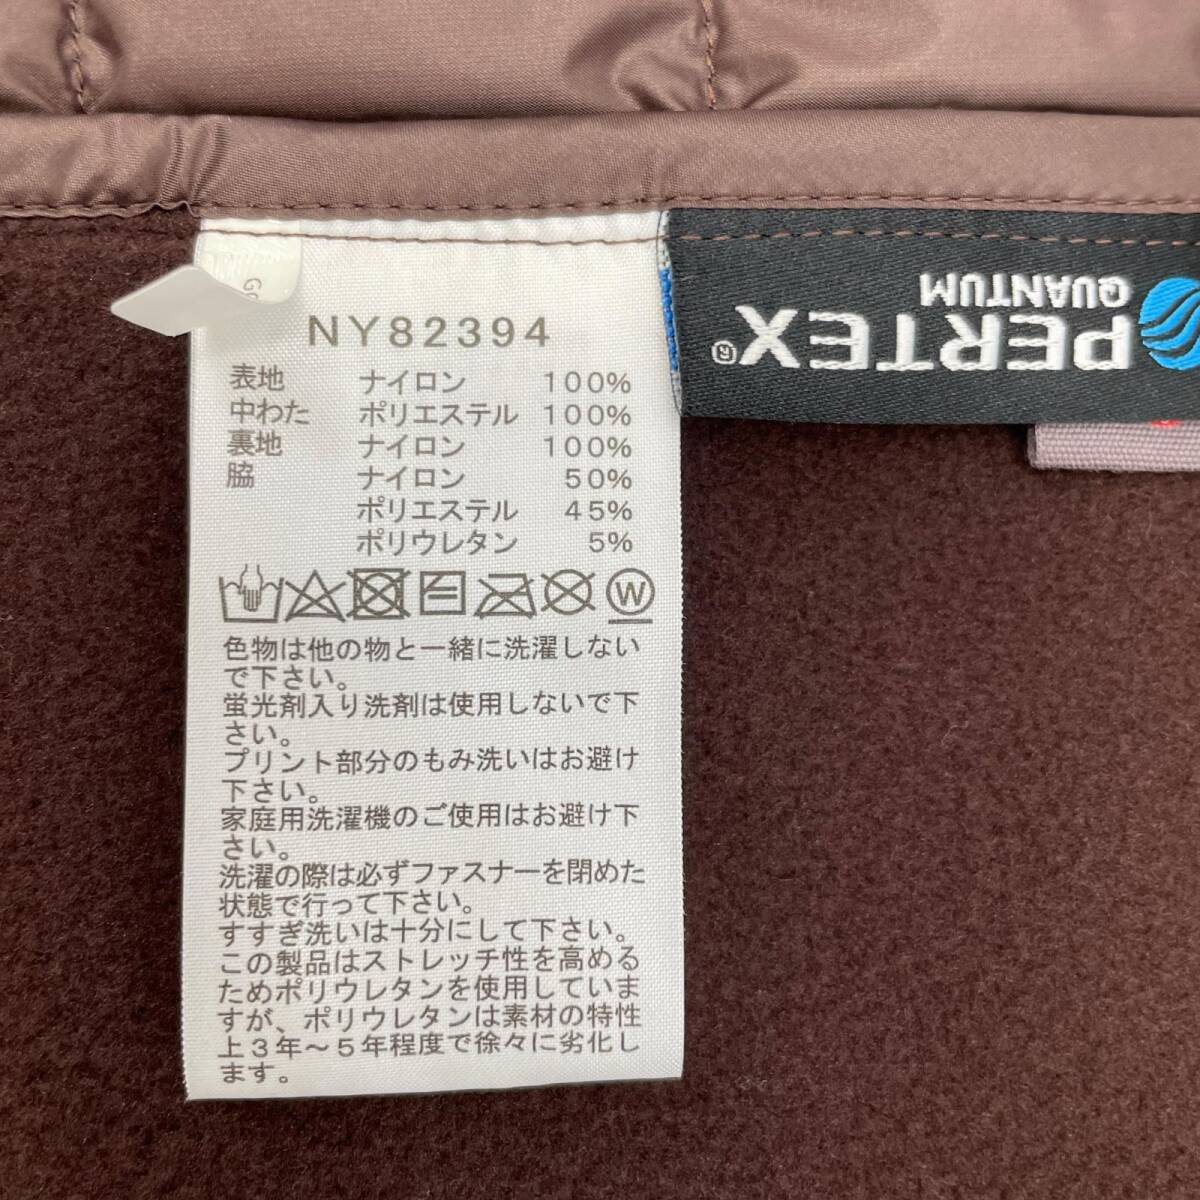 NY82394
表地 ナイロン 100%
中わた ポリエステル 100%
裏地 ナイロン 100%
脇 ナイロン 50%
ポリエステル 45%
ポリウレタン 5%
W
色物は他の物と一緒に洗濯しない
で下さい。
蛍光剤入り洗剤は使用しないで下
さい。
プリント部分のもみ洗いはお避け
下さい。
家庭用洗濯機のご使用はお避け下
さい。
洗濯の際は必ずファスナーを閉めた
状態で行って下さい。
すすぎ洗いは十分にして下さい。
この製品はストレッチ性を高める
ためポリウレタンを使用していま
すが、ポリウレタンは素材の特性
上3年～5年程度で徐々に劣化し
ます。
PERTEX®
QUANTUM